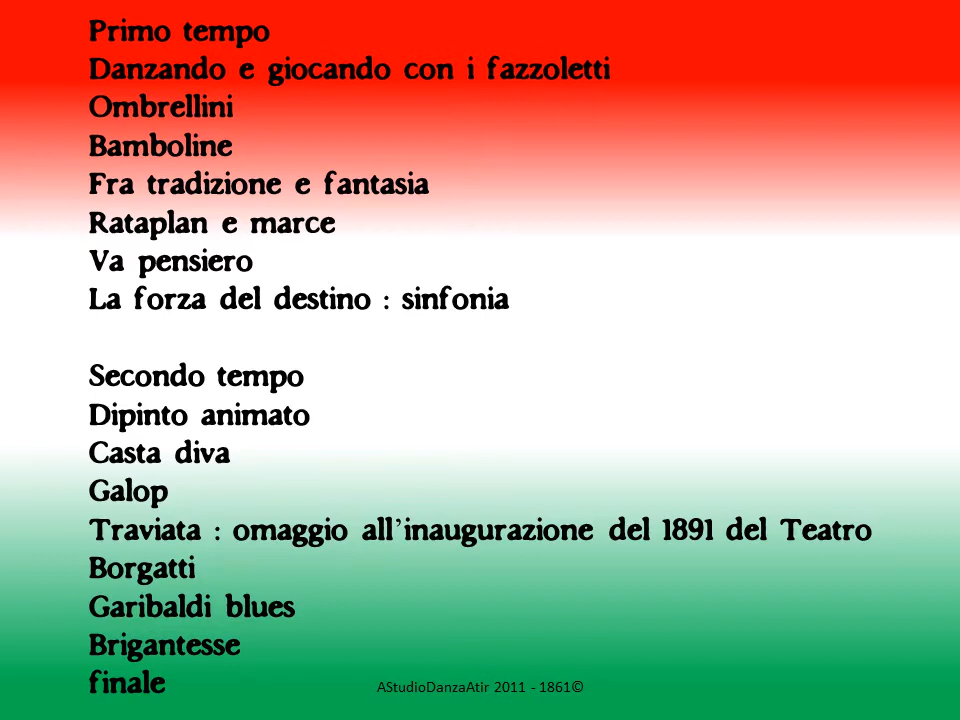 Primo tempo
Danzando e giocando con i fazzoletti
Ombrellini
Bamboline
Fra tradizione e fantasia
Rataplan e marce
Va pensiero
La forza del destino : sinfonia
Secondo tempo
Dipinto animato
Casta diva
Galop
Traviata : omaggio all’inaugurazione del 1891 del Teatro
Borgatti
Garibaldi blues
Brigantesse
finale
AStudioDanzaAtir 2011 - 1861©